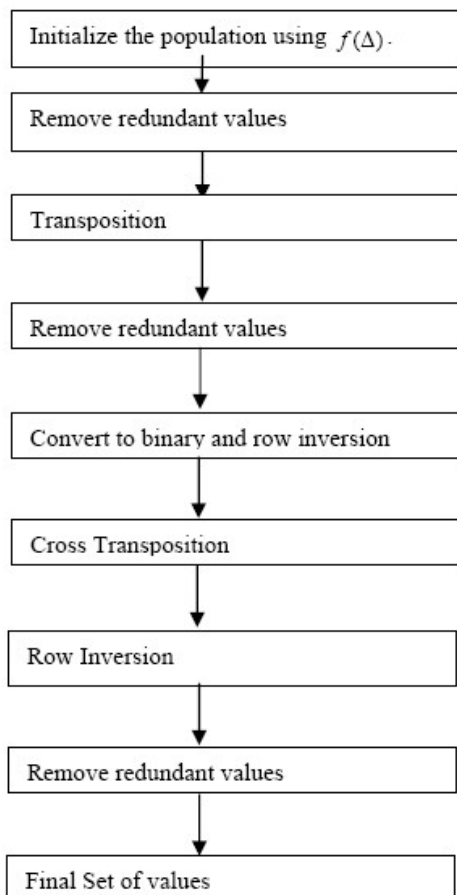 Initialize the population using f(Δ).
Remove redundant values
Transposition
Remove redundant values
Convert to binary and row inversion
Cross Transposition
Row Inversion
Remove redundant values
Final Set of values